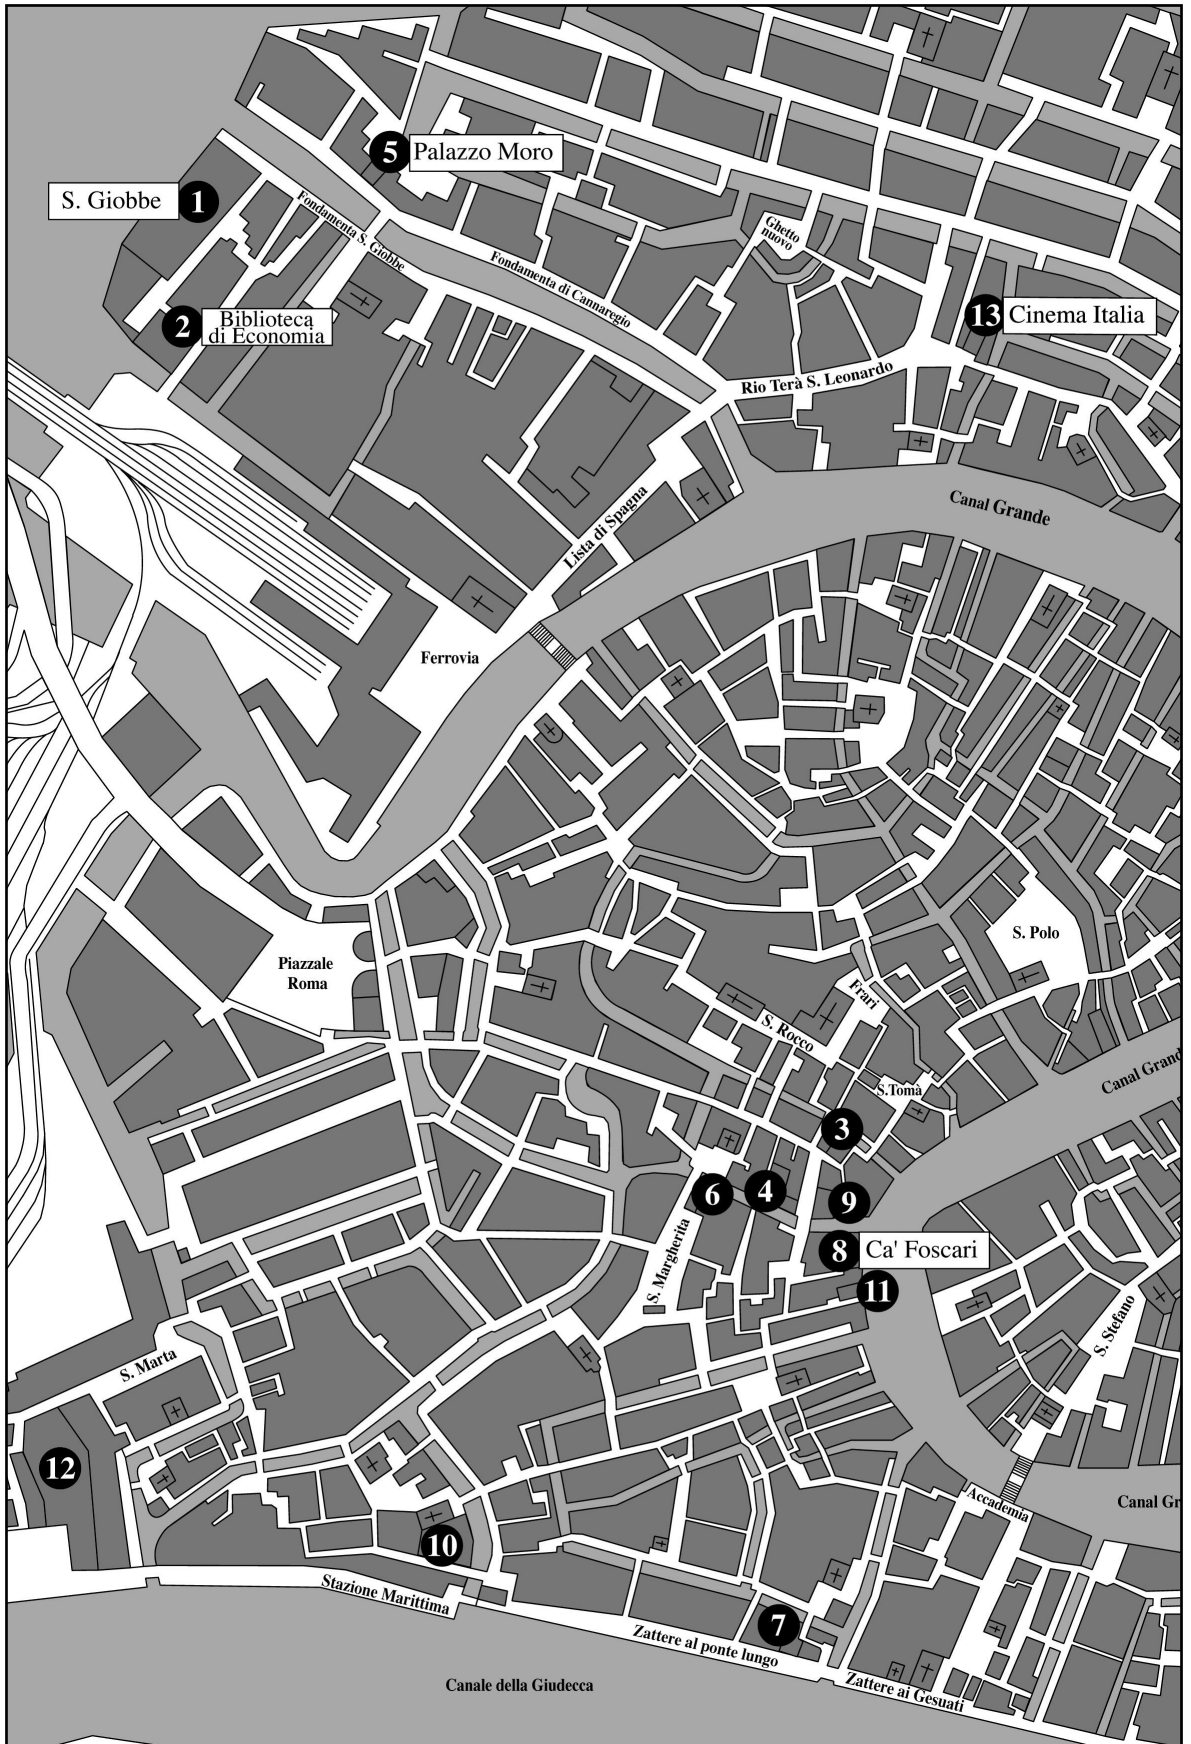 5
Palazzo Moro
S. Giobbe
1
Fondamenta S. Giobbe
Ghetto
nuovo
Fondamenta di Cannaregio
2
Biblioteca
di Economia
13
Cinema Italia
Rio Terà S. Leonardo
Canal Grande
Lista di Spagna
Ferrovia
S. Polo
Piazzale
Roma
Frari
S. Rocco
Canal Grand
S.Tomà
3
6
4
9
8
Ca' Foscari
S. Margherita
11
S. Stefano
S. Marta
12
Accademia
Canal Gr
10
Stazione Marittima
7
Zattere al ponte lungo
Canale della Giudecca
Zattere ai Gesuati